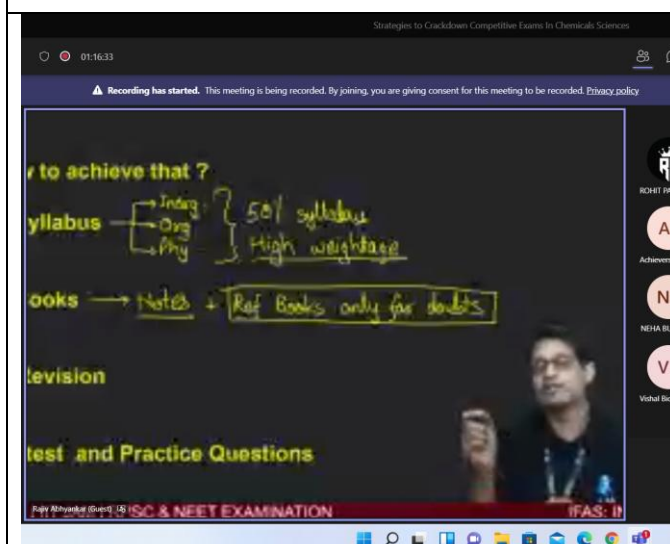 Strategies to Crackdown Competitive Exams In Chemicals Sciences
01:16:33
Recording has started. This meeting is being recorded. By joining, you are giving consent for this meeting to be recorded. Privacy policy
to achieve that ?
Inorg
yllabus
Org
Phy
50% syllabus
High weightage
ooks → Notes + Ref Books only for doubts
Revision
test and Practice Questions
Rajiv Abhyankar (Guest)
SC & NEET EXAMINATION
IFAS: IN
ROHIT PA
A
Achievers
N
NEHA BU
V
Vishal Bio